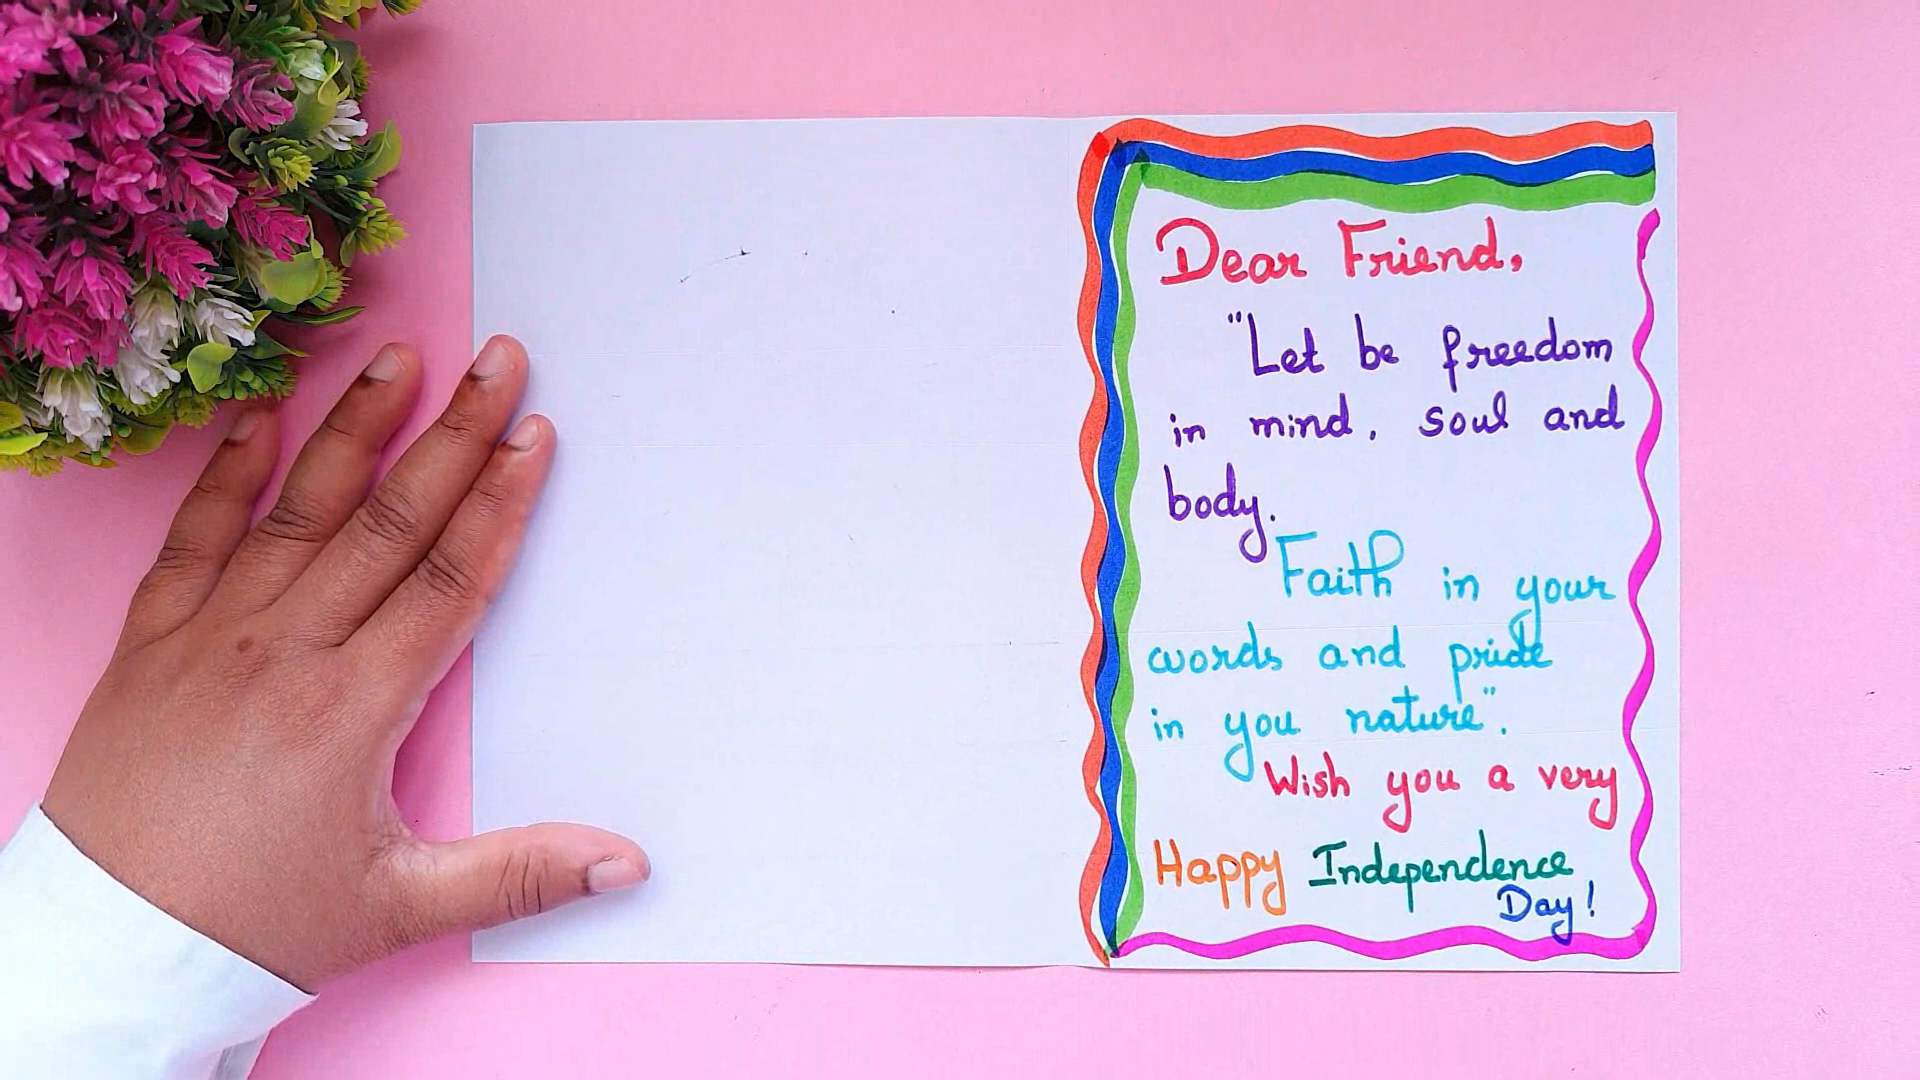 Dear Friend,
"Let be freedom
in mind, soul and
body.
Faith in your
words and pride
in you nature".
Wish you a very
Happy Independence
Day!